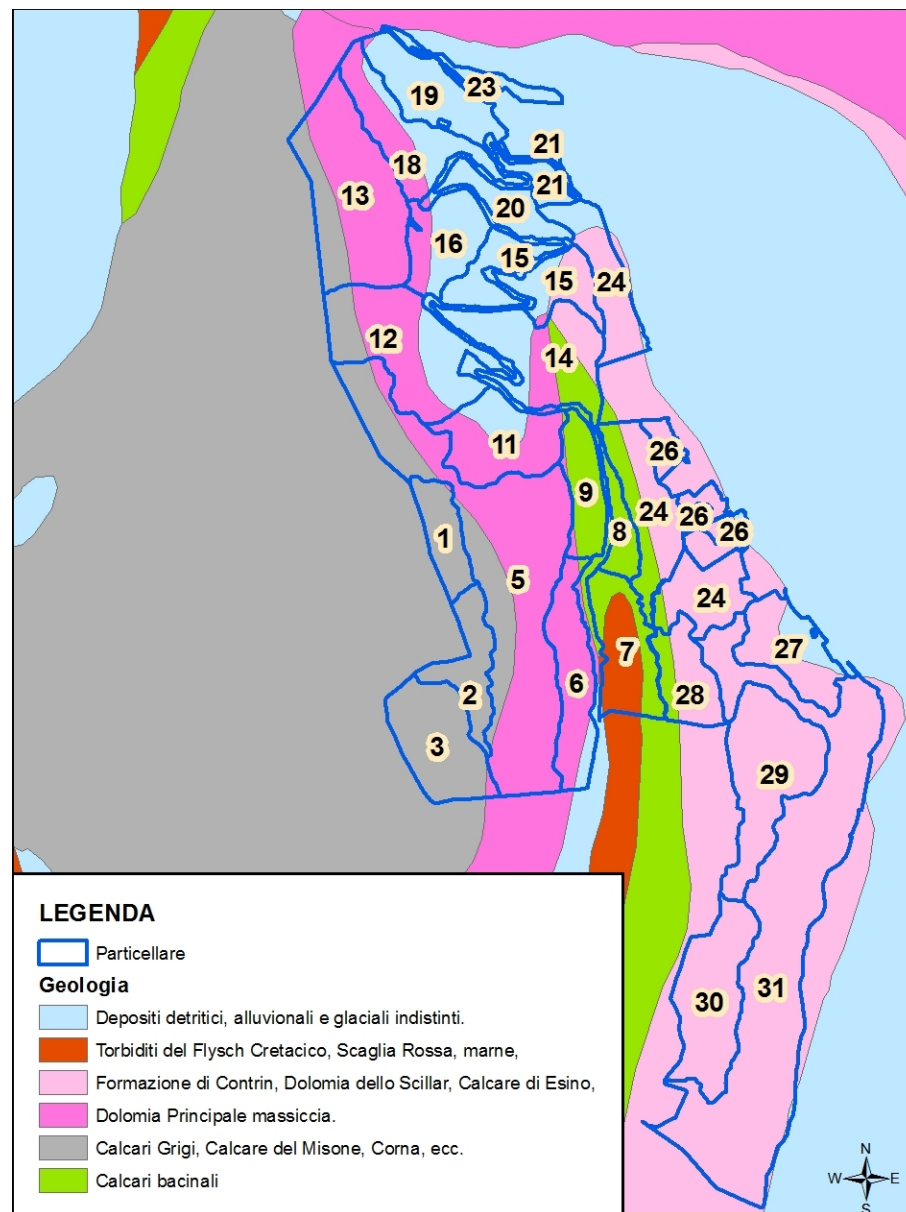 23
19
21
18
21
13
20
16
15
15
24
12
14
11
26
9
24
26
1
8
26
5
24
27
7
6
28
2
3
29
31
30
LEGENDA
Particellare
Geologia
Depositi detritici, alluvionali e glaciali indistinti.
Torbiditi del Flysch Cretacico, Scaglia Rossa, marne,
Formazione di Contrin, Dolomia dello Scillar, Calcare di Esino,
Dolomia Principale massiccia.
Calcari Grigi, Calcare del Misone, Corna, ecc.
Calcari bacinali
N
W E
S